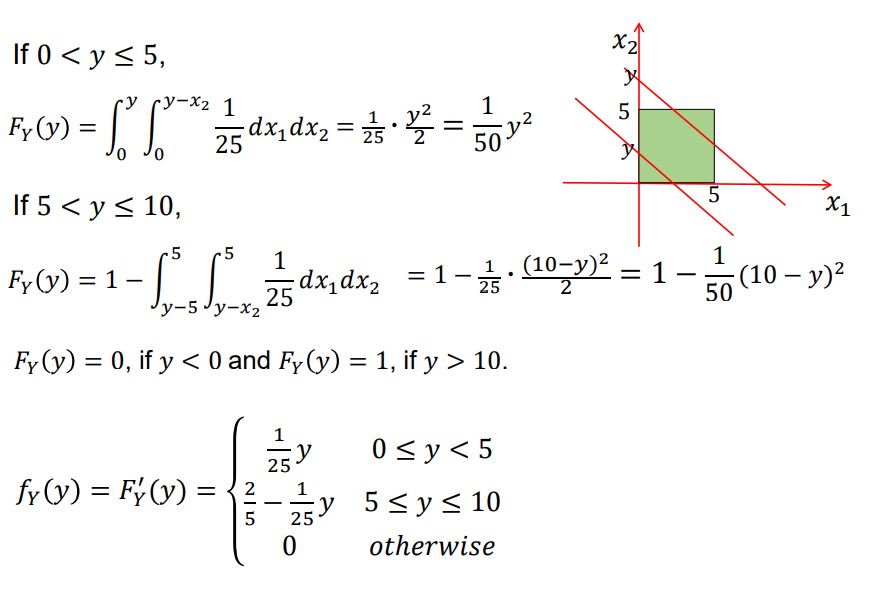 If 0 < y ≤ 5,
F_Y(y) = ∫_0^y ∫_0^{y−x_2} 1/25 dx_1dx_2 = 1/25 · y²/2 = 1/50 y²
If 5 < y ≤ 10,
F_Y(y) = 1 − ∫_{y−5}^5 ∫_{y−x_2}^5 1/25 dx_1dx_2 = 1 − 1/25 · (10−y)²/2 = 1 − 1/50 (10 − y)²
F_Y(y) = 0, if y < 0 and F_Y(y) = 1, if y > 10.
f_Y(y) = F_Y′(y) = {
1/25 y 0 ≤ y < 5
2/5 − 1/25 y 5 ≤ y ≤ 10
0 otherwise
x_2
y
5
y
5
x_1